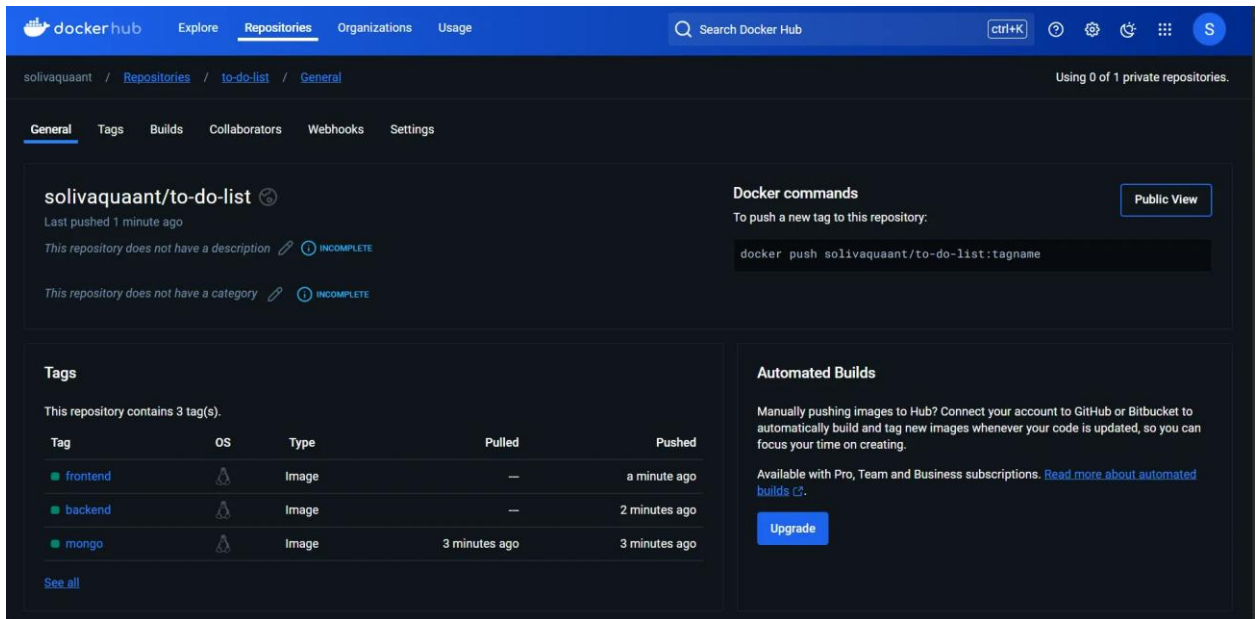 dockerhub Explore Repositories Organizations Usage Search Docker Hub ctrl+K S
solivaquaant / Repositories / to-do-list / General Using 0 of 1 private repositories.
General Tags Builds Collaborators Webhooks Settings
solivaquaant/to-do-list
Last pushed 1 minute ago
This repository does not have a description INCOMPLETE
This repository does not have a category INCOMPLETE
Docker commands
Public View
To push a new tag to this repository:
docker push solivaquaant/to-do-list:tagname
Tags
This repository contains 3 tag(s).
Tag OS Type Pulled Pushed
frontend Image — a minute ago
backend Image — 2 minutes ago
mongo Image 3 minutes ago 3 minutes ago
See all
Automated Builds
Manually pushing images to Hub? Connect your account to GitHub or Bitbucket to
automatically build and tag new images whenever your code is updated, so you can
focus your time on creating.
Available with Pro, Team and Business subscriptions. Read more about automated
builds.
Upgrade